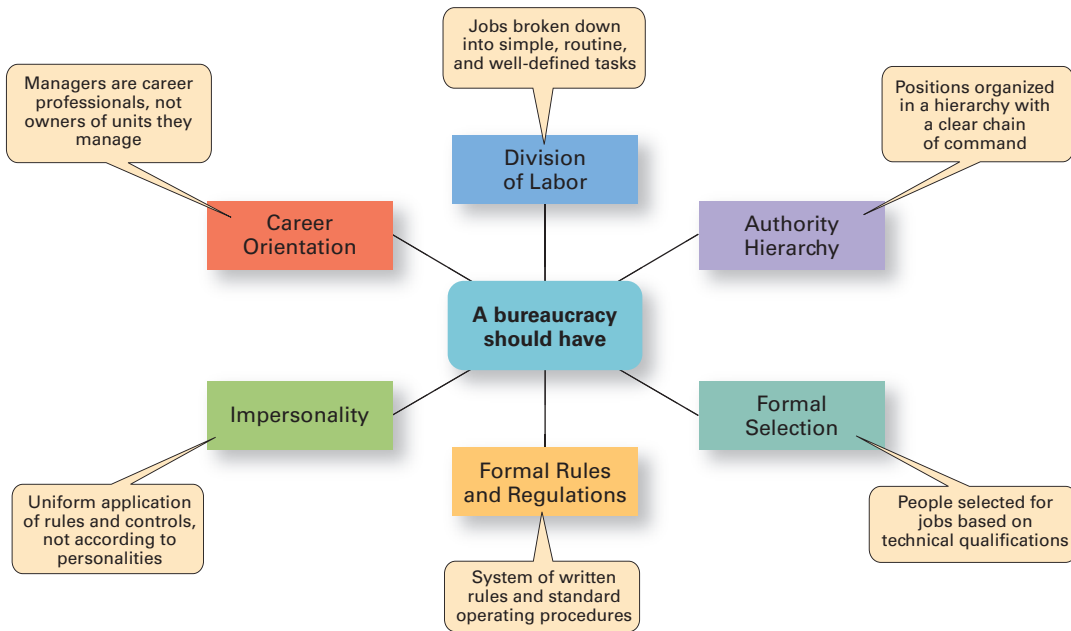 Jobs broken down
into simple, routine,
and well-defined tasks
Managers are career
professionals, not
owners of units they
manage
Positions organized
in a hierarchy with
a clear chain
of command
Division
of Labor
Career
Orientation
Authority
Hierarchy
A bureaucracy
should have
Impersonality
Formal
Selection
Formal Rules
and Regulations
Uniform application
of rules and controls,
not according to
personalities
People selected for
jobs based on
technical qualifications
System of written
rules and standard
operating procedures